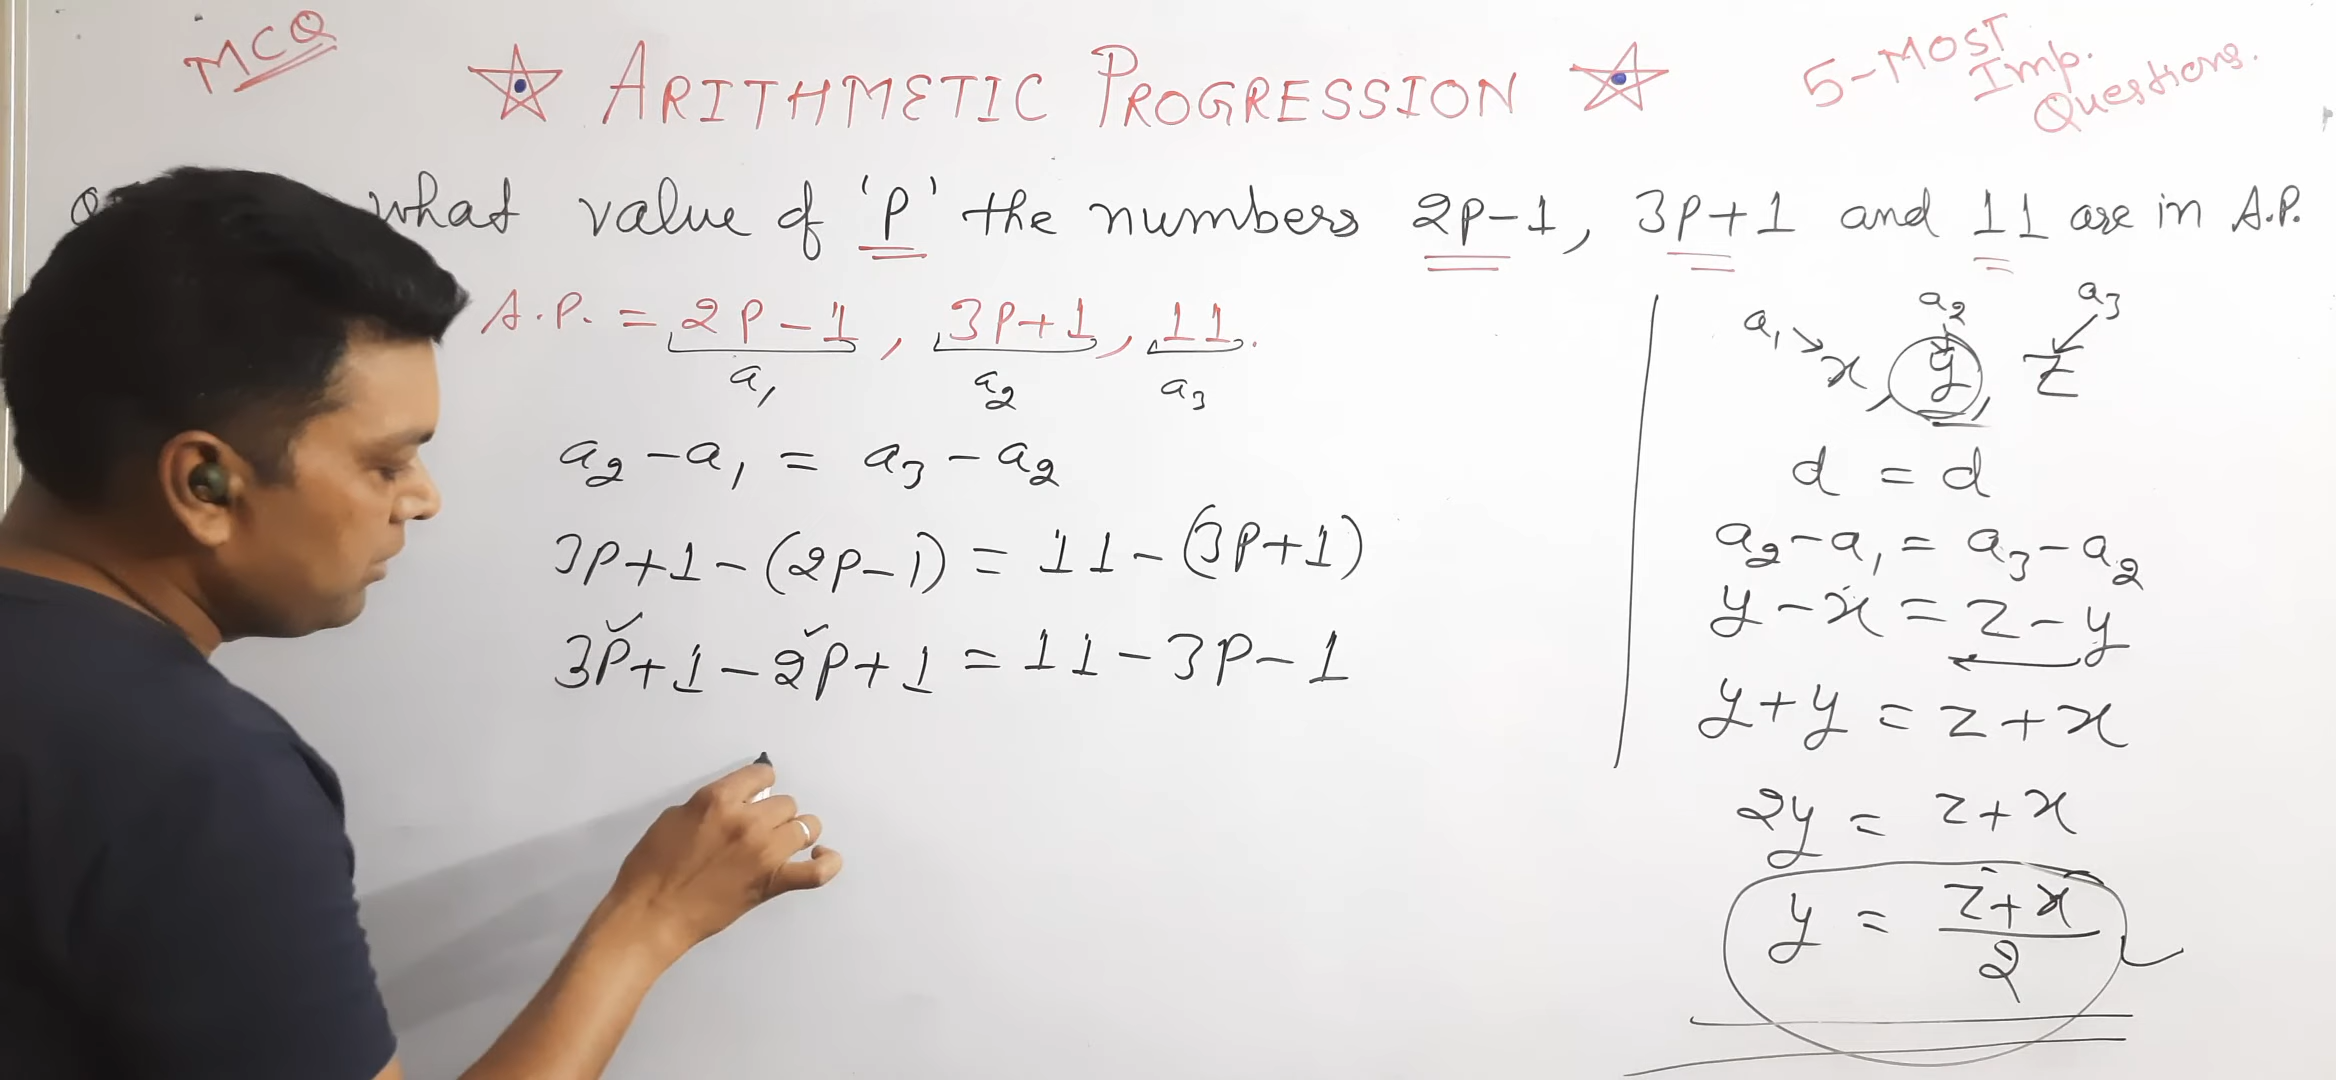 MCQ
☆ ARITHMETIC PROGRESSION ☆
5-MOST
Imp.
Questions.
what value of 'P' the numbers 2P-1, 3P+1 and 11 are in A.P.
A.P. = 2P-1, 3P+1, 11.
a₁ a₂ a₃
a₂-a₁ = a₃-a₂
3P+1-(2P-1) = 11-(3P+1)
3P+1-2P+1 = 11-3P-1
a₁ a₂ a₃
x, y, z
d = d
a₂-a₁ = a₃-a₂
y-x = z-y
y+y = z+x
2y = z+x
y = z+x/2